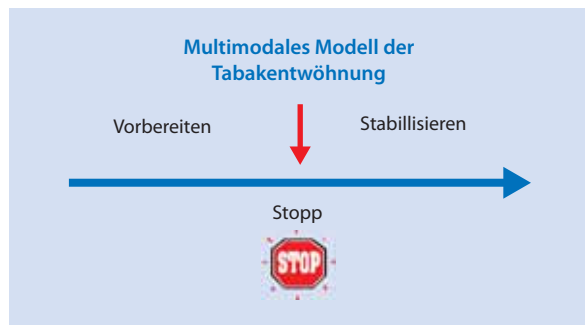 Multimodales Modell der
Tabakentwöhnung
Vorbereiten
Stabillisieren
Stopp
STOP